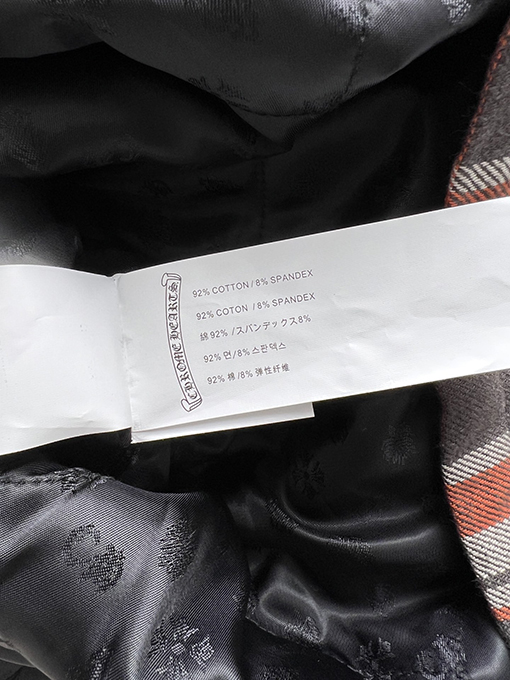 CHROME HEARTS
92% COTTON / 8% SPANDEX
92% COTON / 8% SPANDEX
綿92% /スパンデックス8%
92% 면/8% 스판덱스
92% 棉/8% 弹性纤维